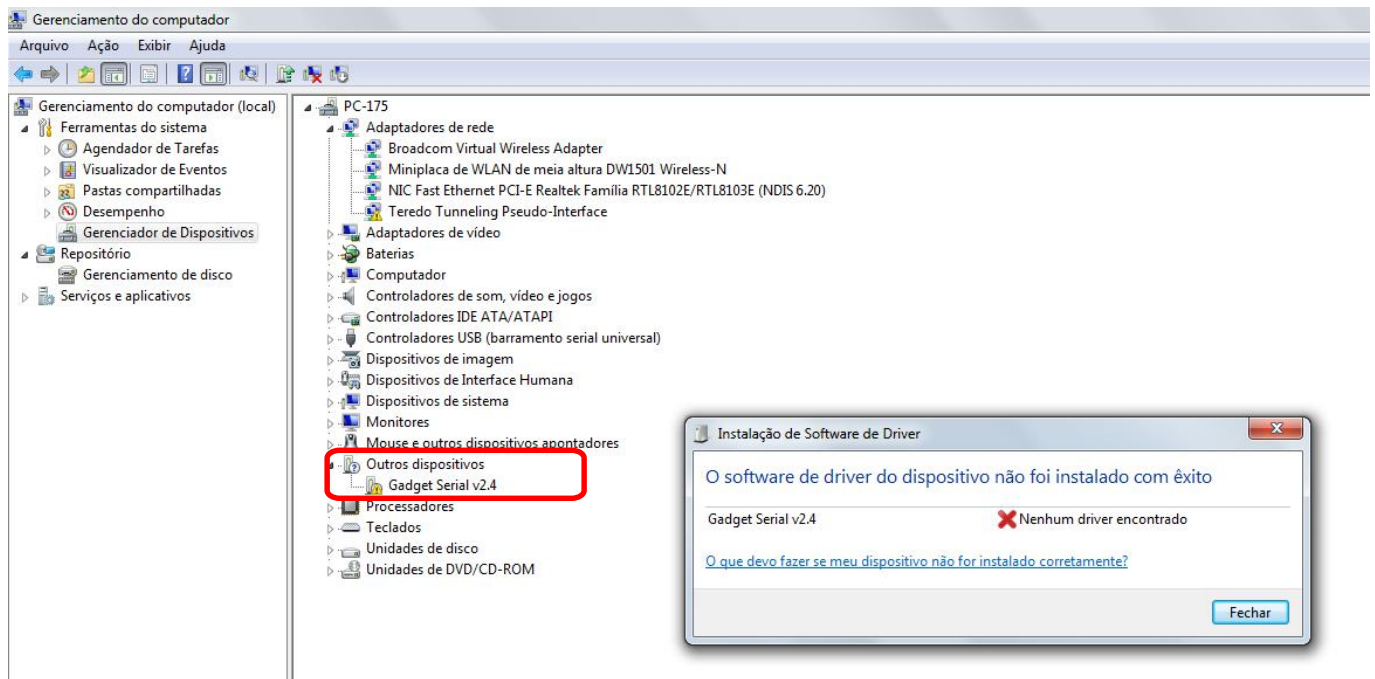 Gerenciamento do computador
Arquivo Ação Exibir Ajuda
Gerenciamento do computador (local)
Ferramentas do sistema
Agendador de Tarefas
Visualizador de Eventos
Pastas compartilhadas
Desempenho
Gerenciador de Dispositivos
Repositório
Gerenciamento de disco
Serviços e aplicativos
PC-175
Adaptadores de rede
Broadcom Virtual Wireless Adapter
Miniplaca de WLAN de meia altura DW1501 Wireless-N
NIC Fast Ethernet PCI-E Realtek Família RTL8102E/RTL8103E (NDIS 6.20)
Teredo Tunneling Pseudo-Interface
Adaptadores de vídeo
Baterias
Computador
Controladores de som, vídeo e jogos
Controladores IDE ATA/ATAPI
Controladores USB (barramento serial universal)
Dispositivos de imagem
Dispositivos de Interface Humana
Dispositivos de sistema
Monitores
Mouse e outros dispositivos apontadores
Outros dispositivos
Gadget Serial v2.4
Processadores
Teclados
Unidades de disco
Unidades de DVD/CD-ROM
Instalação de Software de Driver
O software de driver do dispositivo não foi instalado com êxito
Gadget Serial v2.4 Nenhum driver encontrado
O que devo fazer se meu dispositivo não for instalado corretamente?
Fechar